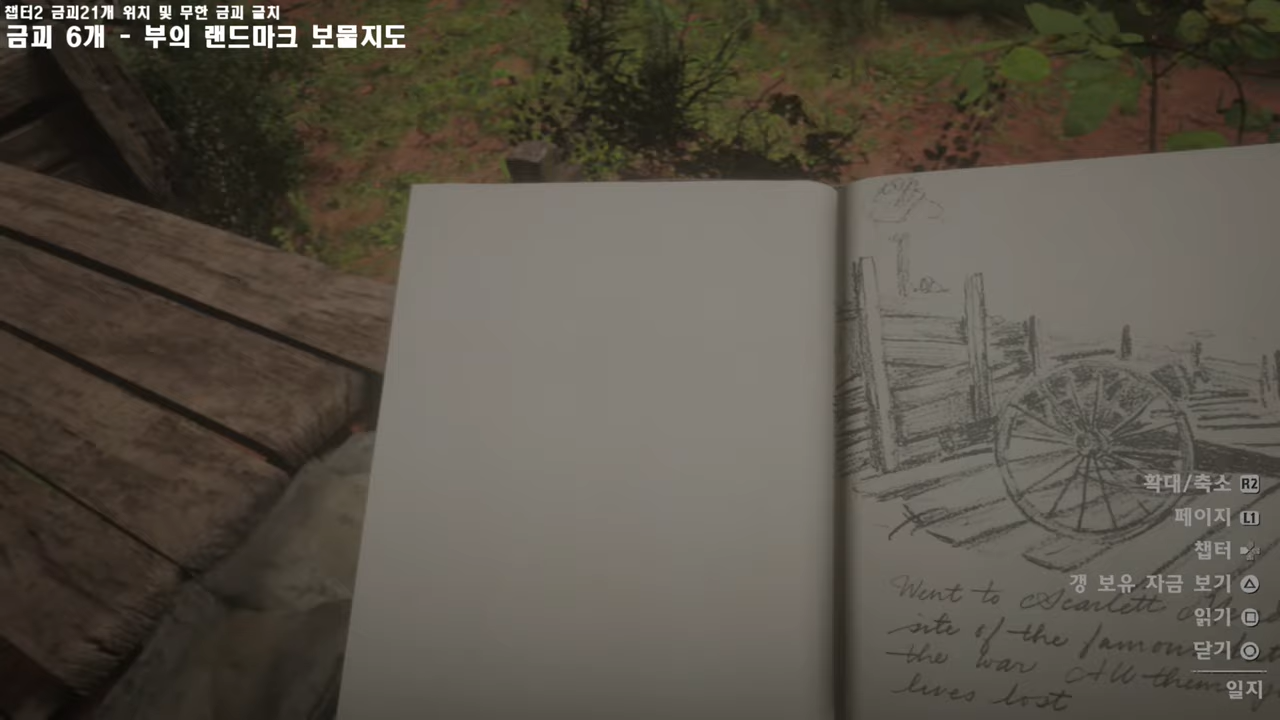 챕터2 금괴21개 위치 및 무한 금괴 글치
금괴 6개 - 부의 랜드마크 보물지도
확대/축소 R2
페이지 L1
챕터
갱 보유 자금 보기
읽기
닫기
일지
Went to Scarlett
site of the famous
the war All them
lives lost